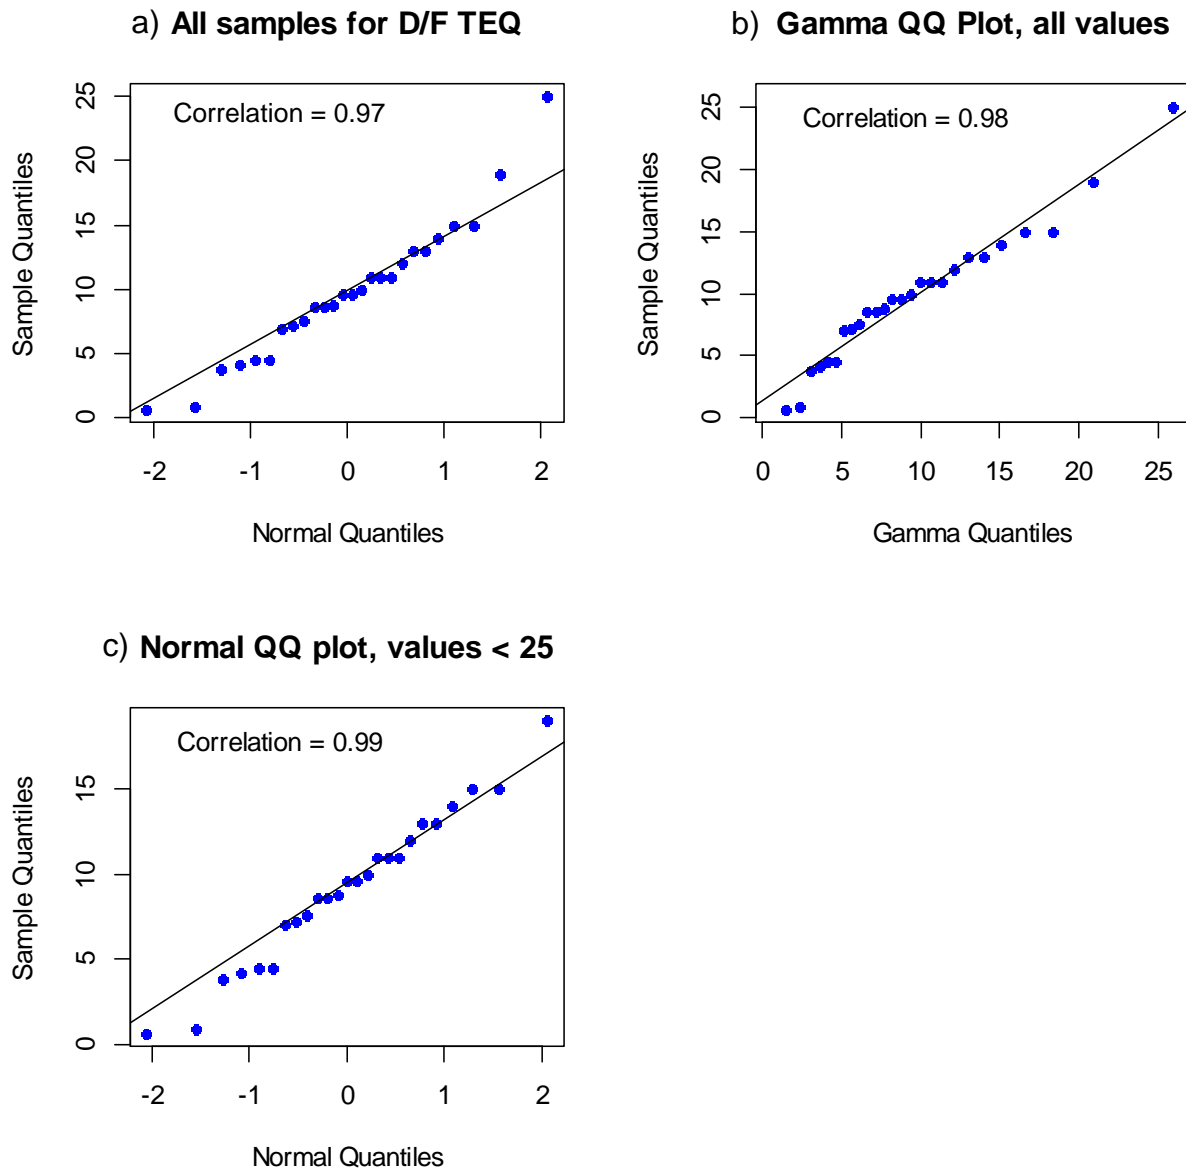 a) All samples for D/F TEQ
Correlation = 0.97
Sample Quantiles
25
20
15
10
5
0
-2 -1 0 1 2
Normal Quantiles
b) Gamma QQ Plot, all values
Correlation = 0.98
Sample Quantiles
25
20
15
10
5
0
0 5 10 15 20 25
Gamma Quantiles
c) Normal QQ plot, values < 25
Correlation = 0.99
Sample Quantiles
15
10
5
0
-2 -1 0 1 2
Normal Quantiles